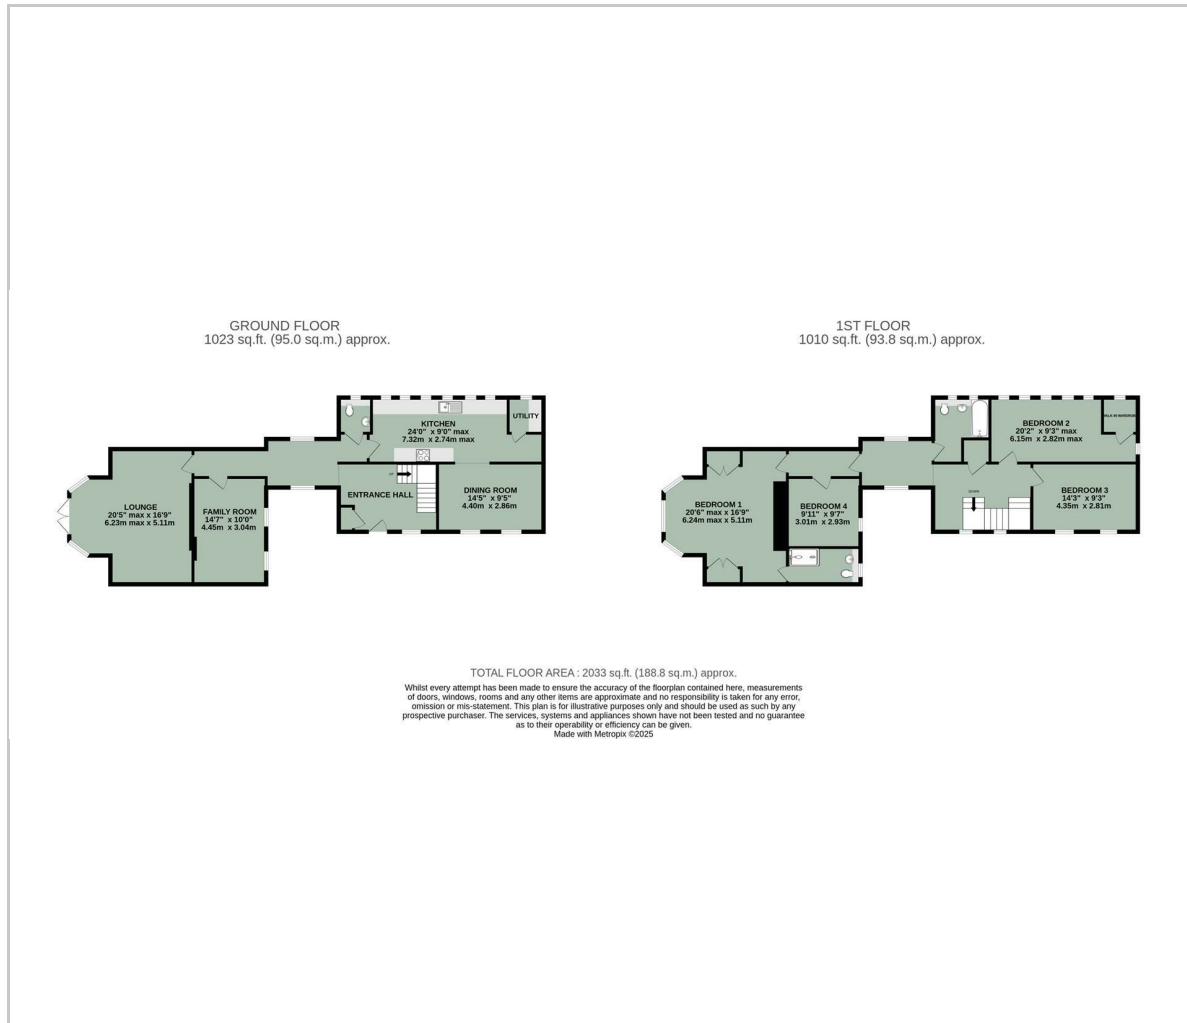 GROUND FLOOR
1023 sq.ft. (95.0 sq.m.) approx.
KITCHEN
24'0" x 9'0" max
7.32m x 2.74m max
UTILITY
UP
ENTRANCE HALL
DINING ROOM
14'5" x 9'5"
4.40m x 2.86m
LOUNGE
20'5" max x 16'9"
6.23m max x 5.11m
FAMILY ROOM
14'7" x 10'0"
4.45m x 3.04m
1ST FLOOR
1010 sq.ft. (93.8 sq.m.) approx.
WALK IN WARDROBE
BEDROOM 2
20'2" x 9'3" max
6.15m x 2.82m max
DOWN
BEDROOM 3
14'3" x 9'3"
4.35m x 2.81m
BEDROOM 1
20'6" max x 16'9"
6.24m max x 5.11m
BEDROOM 4
9'11" x 9'7"
3.01m x 2.93m
TOTAL FLOOR AREA : 2033 sq.ft. (188.8 sq.m.) approx.
Whilst every attempt has been made to ensure the accuracy of the floorplan contained here, measurements
of doors, windows, rooms and any other items are approximate and no responsibility is taken for any error,
omission or mis-statement. This plan is for illustrative purposes only and should be used as such by any
prospective purchaser. The services, systems and appliances shown have not been tested and no guarantee
as to their operability or efficiency can be given.
Made with Metropix ©2025